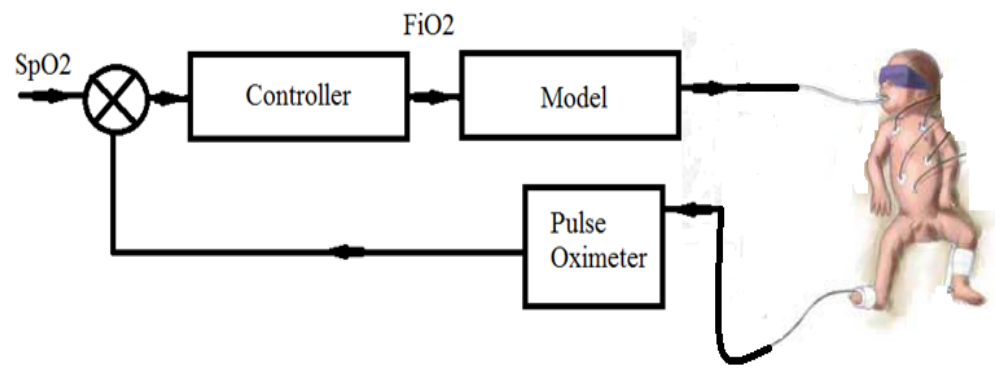 FiO2
SpO2
Controller
Model
Pulse
Oximeter